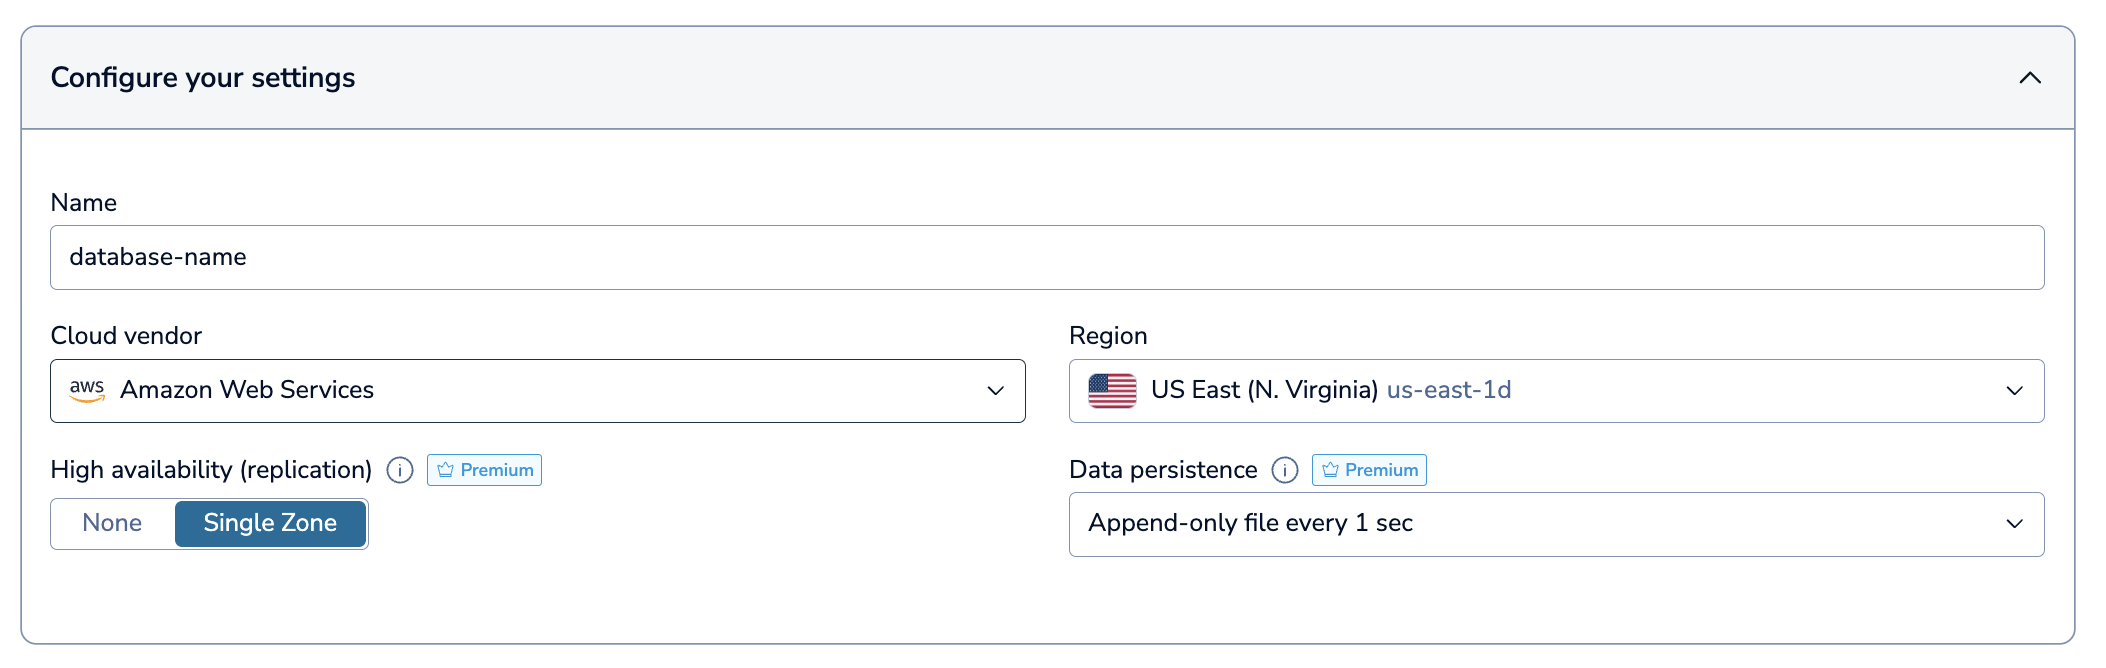 Configure your settings
Name
database-name
Cloud vendor
Region
aws Amazon Web Services
US East (N. Virginia) us-east-1d
High availability (replication) i Premium
Data persistence i Premium
None Single Zone
Append-only file every 1 sec